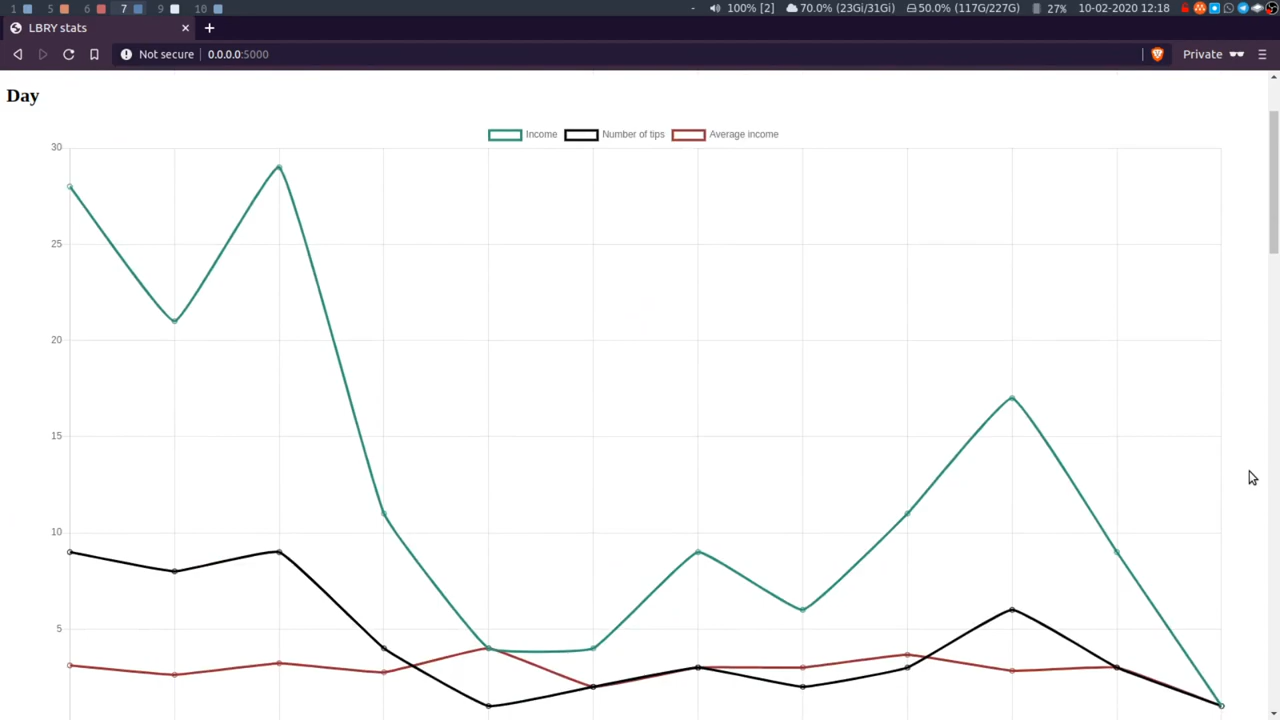 1 5 6 7 9 10 - 100% [2] 70.0% (23Gi/31Gi) 50.0% (117G/227G) 27% 10-02-2020 12:18
LBRY stats
Not secure 0.0.0.0:5000 Private
Day
Income Number of tips Average income
30
25
20
15
10
5